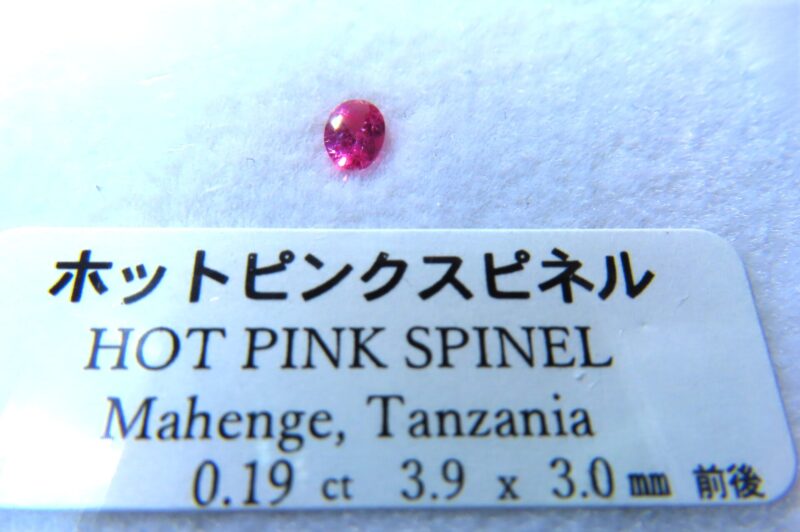 ホットピンクスピネル
HOT PINK SPINEL
Mahenge, Tanzania
0.19 ct 3.9 x 3.0 mm 前後